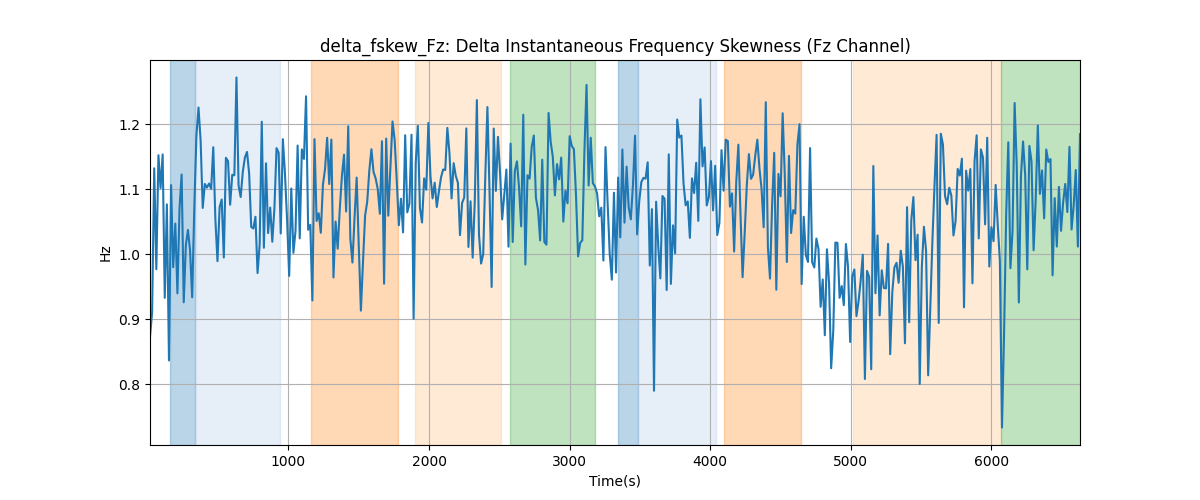 delta_fskew_Fz: Delta Instantaneous Frequency Skewness (Fz Channel)
1.2
1.1
1.0
0.9
0.8
Hz
1000 2000 3000 4000 5000 6000
Time(s)